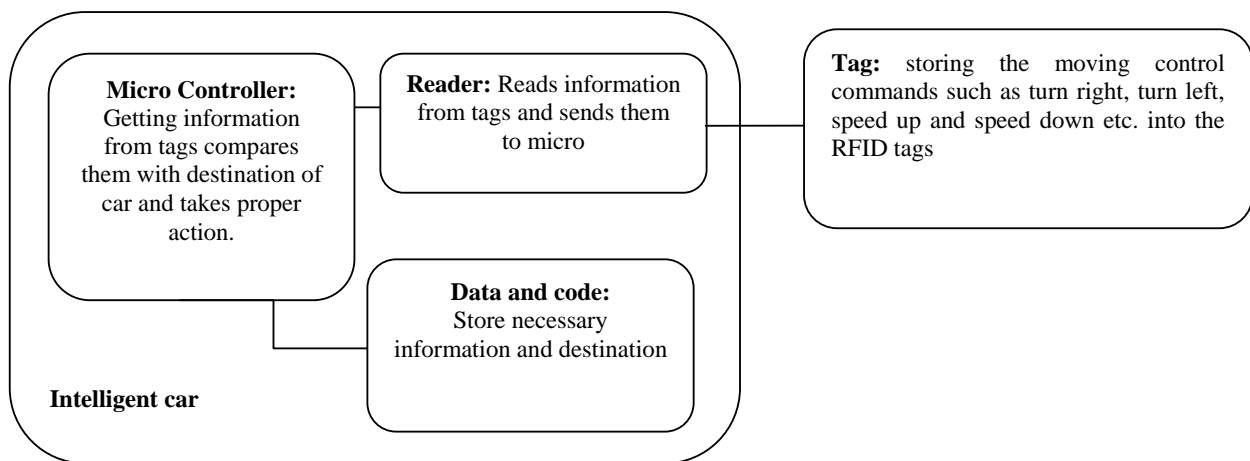 Micro Controller:
Getting information
from tags compares
them with destination of
car and takes proper
action.
Reader: Reads information
from tags and sends them
to micro
Tag: storing the moving control
commands such as turn right, turn left,
speed up and speed down etc. into the
RFID tags
Data and code:
Store necessary
information and destination
Intelligent car